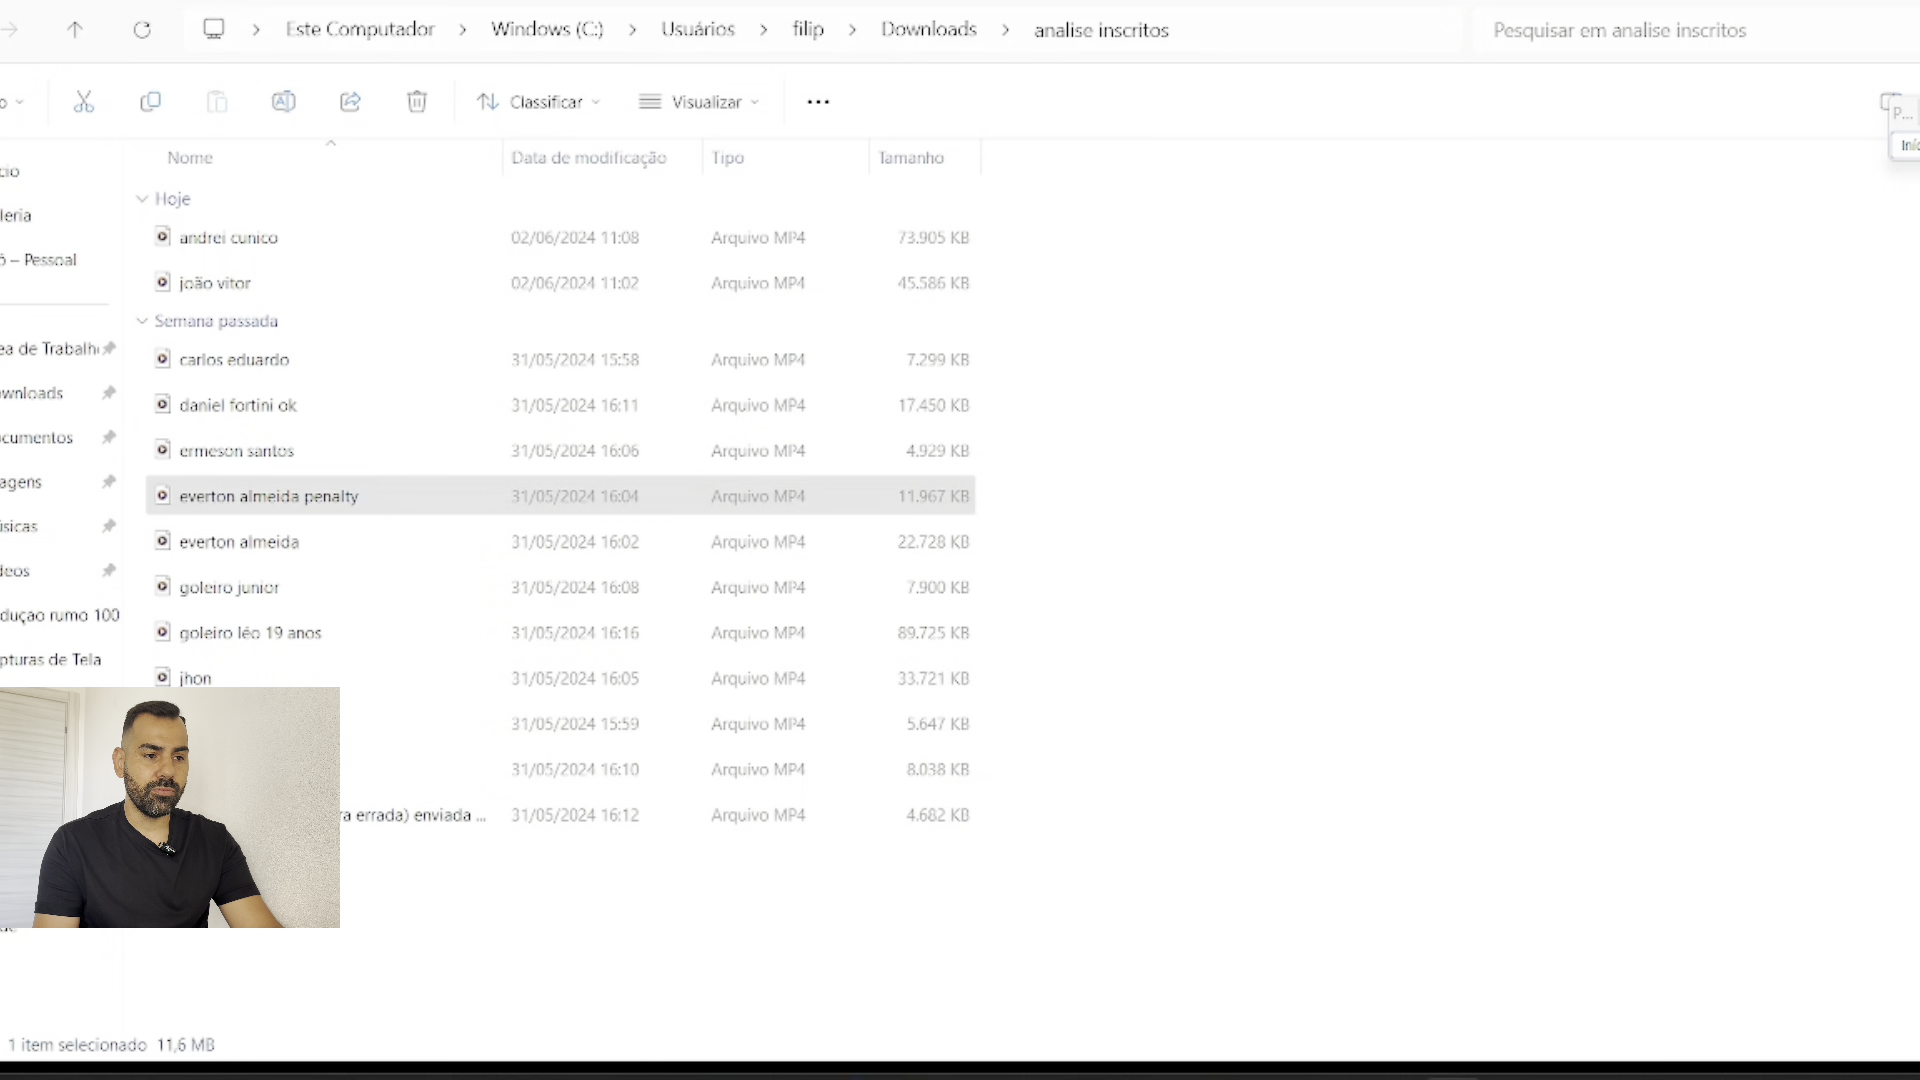 Este Computador > Windows (C:) > Usuários > filip > Downloads > analise inscritos
Pesquisar em analise inscritos
o Classificar Visualizar ...
P...
Iníc
Nome Data de modificação Tipo Tamanho
Hoje
andrei cunico 02/06/2024 11:08 Arquivo MP4 73.905 KB
joão vitor 02/06/2024 11:02 Arquivo MP4 45.586 KB
Semana passada
carlos eduardo 31/05/2024 15:58 Arquivo MP4 7.299 KB
daniel fortini ok 31/05/2024 16:11 Arquivo MP4 17.450 KB
ermeson santos 31/05/2024 16:06 Arquivo MP4 4.929 KB
everton almeida penalty 31/05/2024 16:04 Arquivo MP4 11.967 KB
everton almeida 31/05/2024 16:02 Arquivo MP4 22.728 KB
goleiro junior 31/05/2024 16:08 Arquivo MP4 7.900 KB
goleiro léo 19 anos 31/05/2024 16:16 Arquivo MP4 89.725 KB
jhon 31/05/2024 16:05 Arquivo MP4 33.721 KB
31/05/2024 15:59 Arquivo MP4 5.647 KB
31/05/2024 16:10 Arquivo MP4 8.038 KB
ra errada) enviada ... 31/05/2024 16:12 Arquivo MP4 4.682 KB
cio
leria
ó – Pessoal
ea de Trabalh
wnloads
cumentos
agens
sicas
deos
dução rumo 100
pturas de Tela
1 item selecionado 11,6 MB